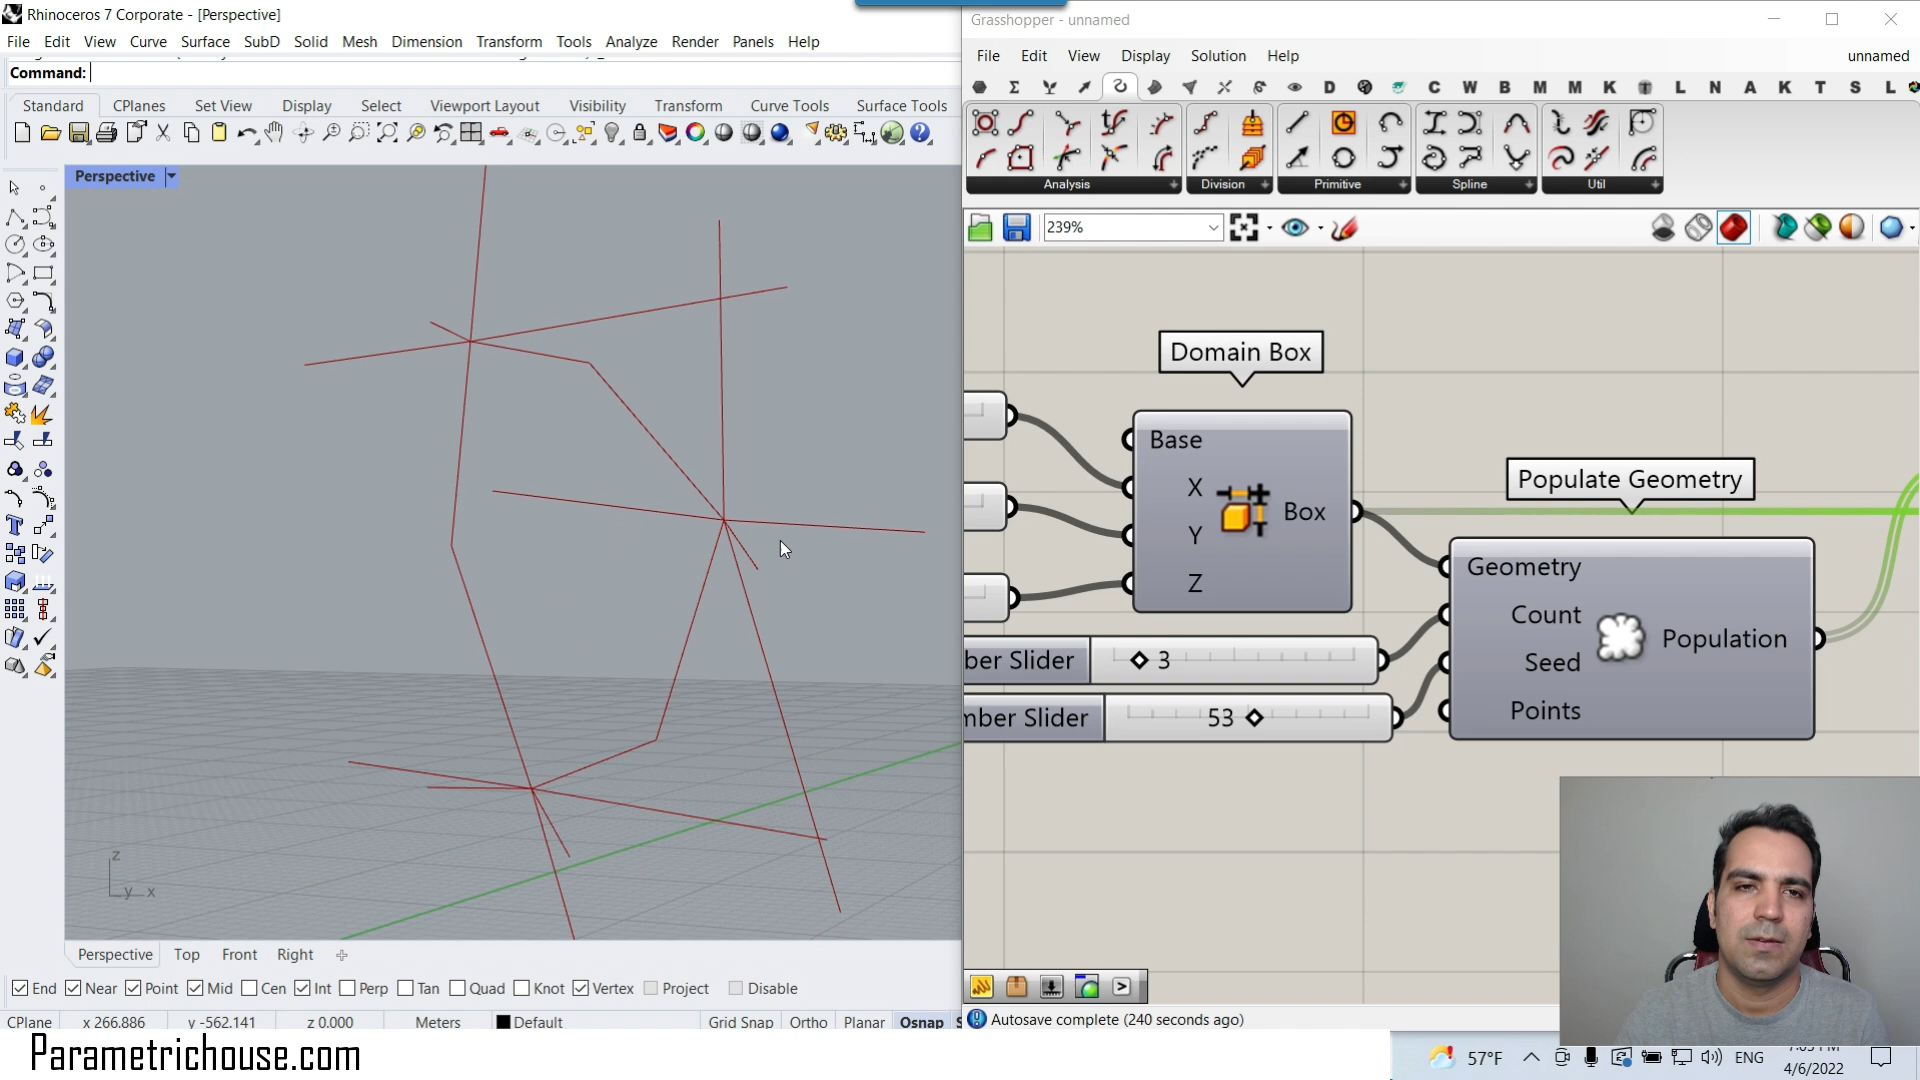 Rhinoceros 7 Corporate - [Perspective]
File Edit View Curve Surface SubD Solid Mesh Dimension Transform Tools Analyze Render Panels Help
Command:
Standard CPlanes Set View Display Select Viewport Layout Visibility Transform Curve Tools Surface Tools
Perspective
z
y x
Perspective Top Front Right
End Near Point Mid Cen Int Perp Tan Quad Knot Vertex Project Disable
CPlane x 266.886 y -562.141 z 0.000 Meters Default Grid Snap Ortho Planar Osnap S
Parametrichouse.com
Grasshopper - unnamed
File Edit View Display Solution Help unnamed
D C W B M M K L N A K T S L
Analysis Division Primitive Spline Util
239%
Domain Box
Base
X
Y
Z
Box
Populate Geometry
Geometry
Count
Seed
Points
Population
ber Slider 3
mber Slider 53
Autosave complete (240 seconds ago)
57°F ENG
4/6/2022